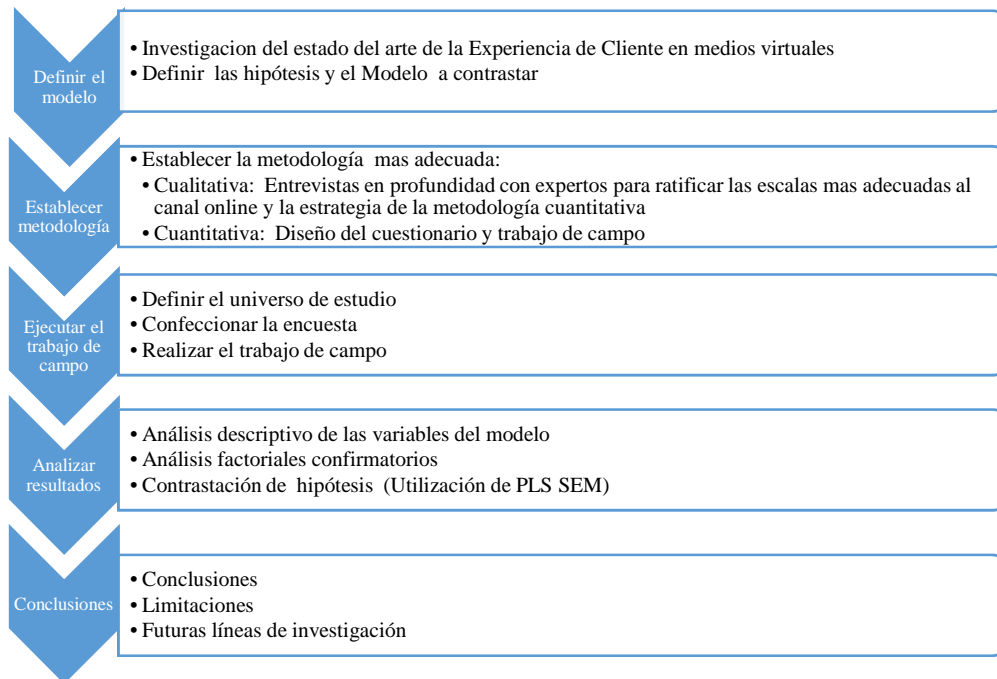 Definir el
modelo
• Investigacion del estado del arte de la Experiencia de Cliente en medios virtuales
• Definir las hipótesis y el Modelo a contrastar
Establecer
metodología
• Establecer la metodología mas adecuada:
• Cualitativa: Entrevistas en profundidad con expertos para ratificar las escalas mas adecuadas al
canal online y la estrategia de la metodología cuantitativa
• Cuantitativa: Diseño del cuestionario y trabajo de campo
Ejecutar el
trabajo de
campo
• Definir el universo de estudio
• Confeccionar la encuesta
• Realizar el trabajo de campo
Analizar
resultados
• Análisis descriptivo de las variables del modelo
• Análisis factoriales confirmatorios
• Contrastación de hipótesis (Utilización de PLS SEM)
Conclusiones
• Conclusiones
• Limitaciones
• Futuras líneas de investigación